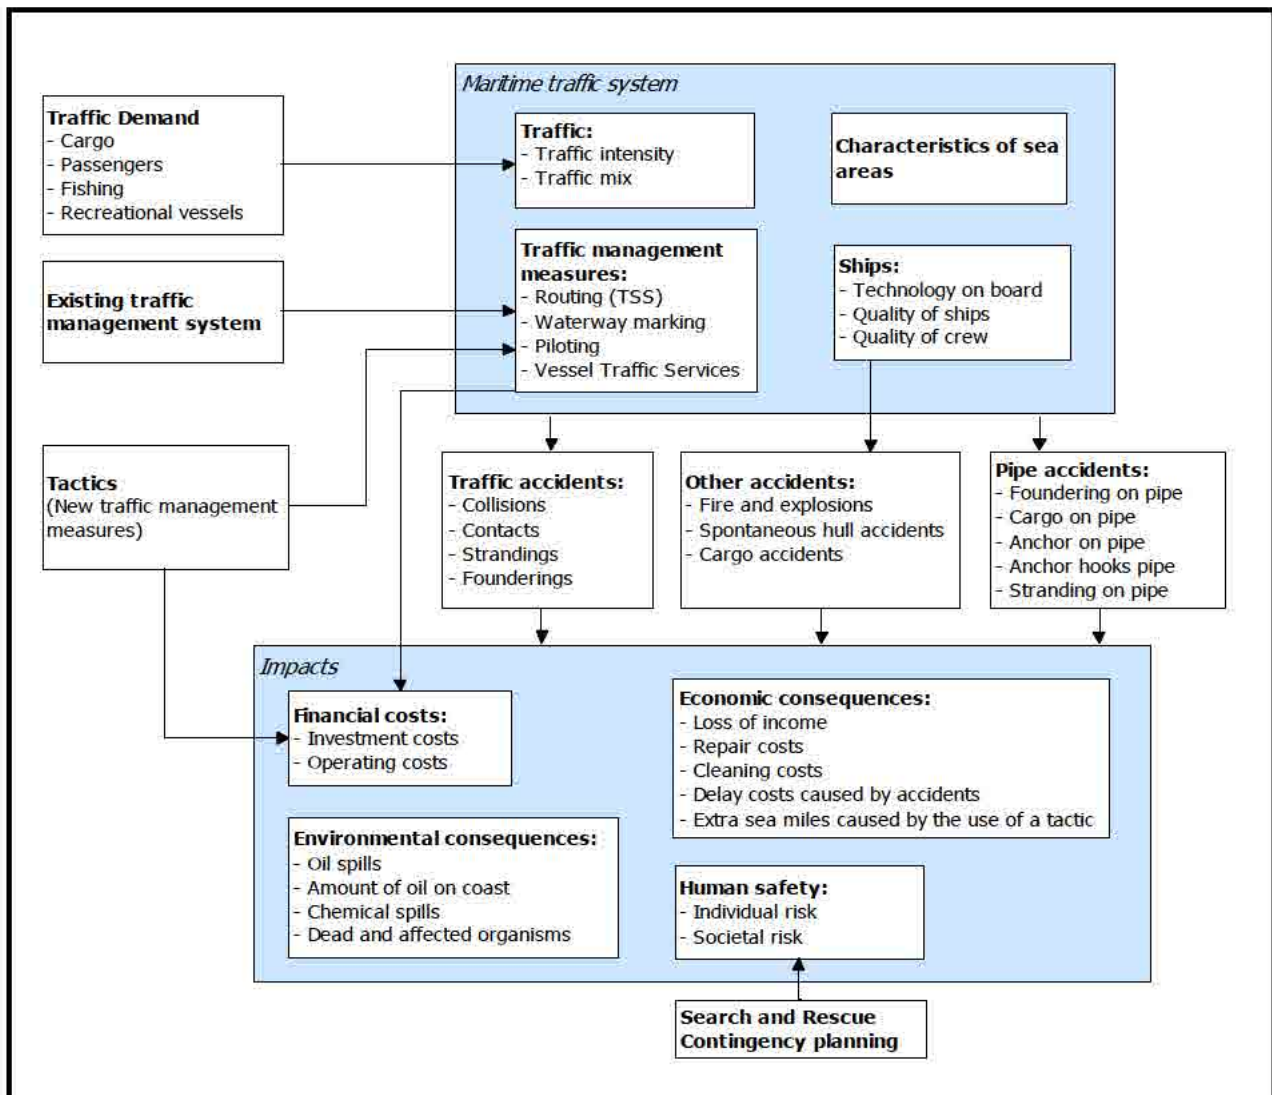 Maritime traffic system
Traffic Demand
- Cargo
- Passengers
- Fishing
- Recreational vessels
Traffic:
- Traffic intensity
- Traffic mix
Characteristics of sea
areas
Existing traffic
management system
Traffic management
measures:
- Routing (TSS)
- Waterway marking
- Piloting
- Vessel Traffic Services
Ships:
- Technology on board
- Quality of ships
- Quality of crew
Tactics
(New traffic management
measures)
Traffic accidents:
- Collisions
- Contacts
- Strandings
- Founderings
Other accidents:
- Fire and explosions
- Spontaneous hull accidents
- Cargo accidents
Pipe accidents:
- Foundering on pipe
- Cargo on pipe
- Anchor on pipe
- Anchor hooks pipe
- Stranding on pipe
Impacts
Financial costs:
- Investment costs
- Operating costs
Economic consequences:
- Loss of income
- Repair costs
- Cleaning costs
- Delay costs caused by accidents
- Extra sea miles caused by the use of a tactic
Environmental consequences:
- Oil spills
- Amount of oil on coast
- Chemical spills
- Dead and affected organisms
Human safety:
- Individual risk
- Societal risk
Search and Rescue
Contingency planning